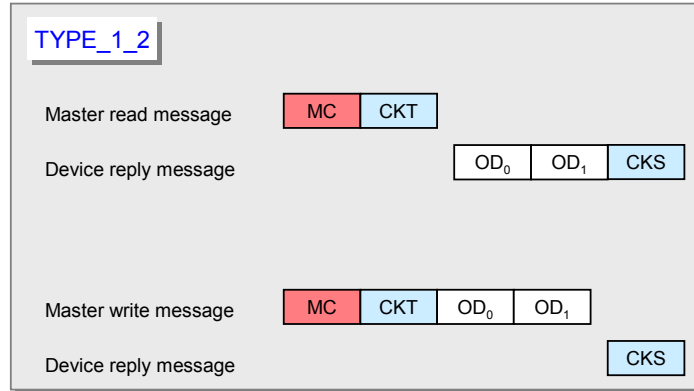 TYPE_1_2
Master read message MC CKT
Device reply message OD₀ OD₁ CKS
Master write message MC CKT OD₀ OD₁
Device reply message CKS